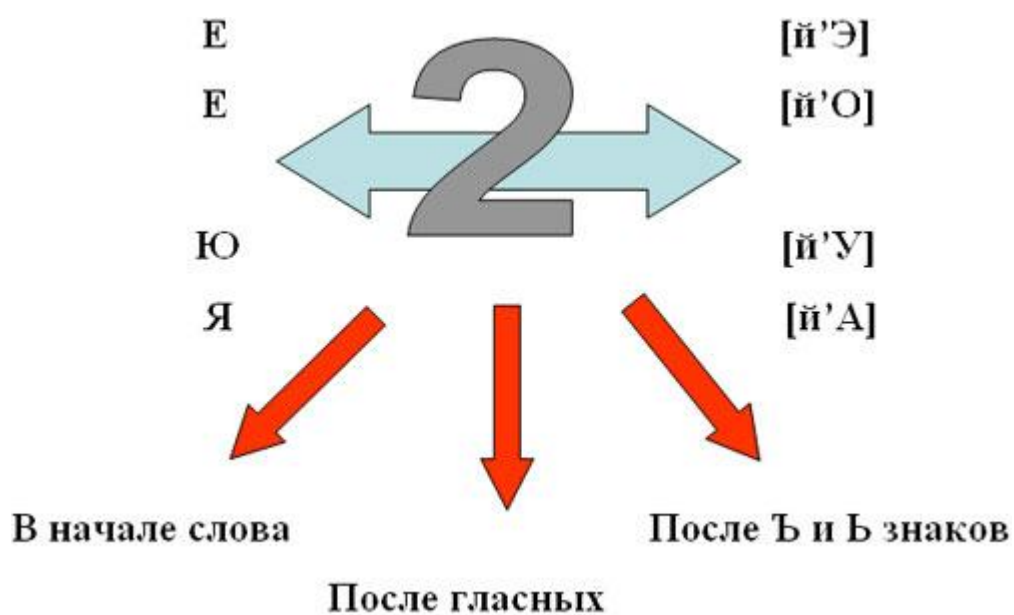 Е [й’Э]
Е [й’О]
2
Ю [й’У]
Я [й’А]
В начале слова
После Ъ и Ь знаков
После гласных